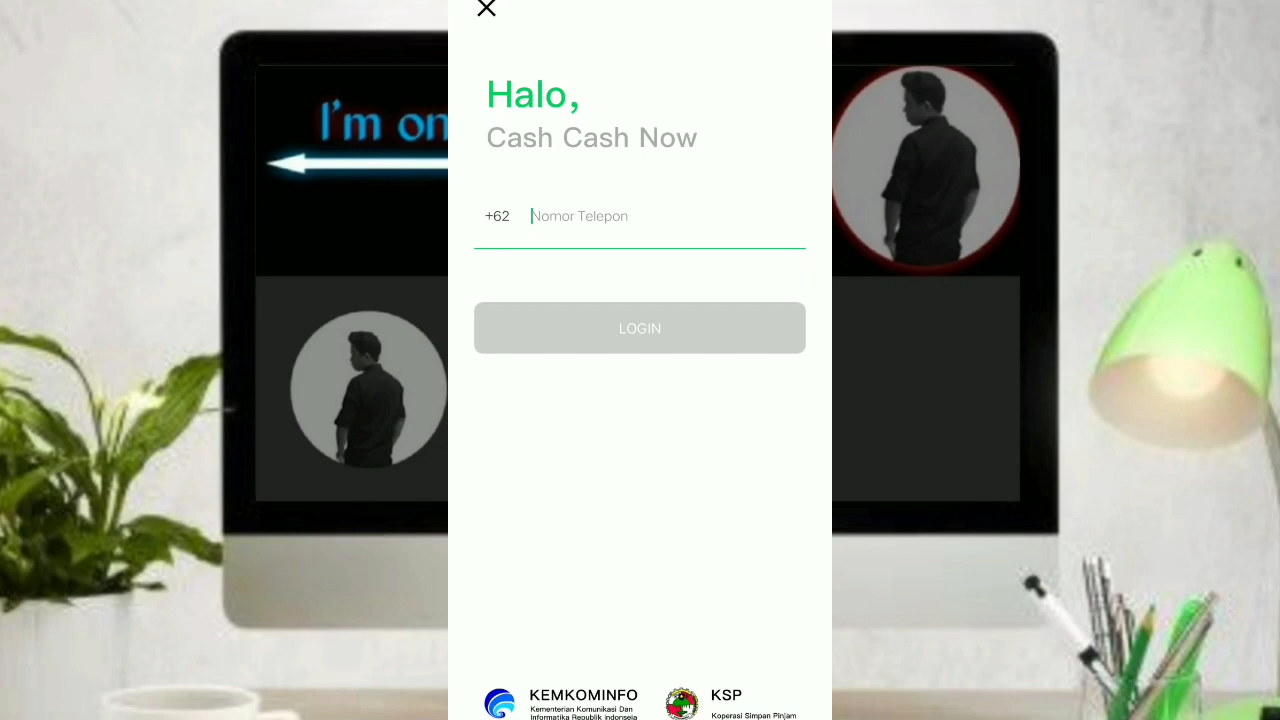 I'm on
Halo,
Cash Cash Now
+62 Nomor Telepon
LOGIN
KEMKOMINFO
Kementerian Komunikasi Dan
Informatika Republik Indonseia
KSP
Koperasi Simpan Pinjam